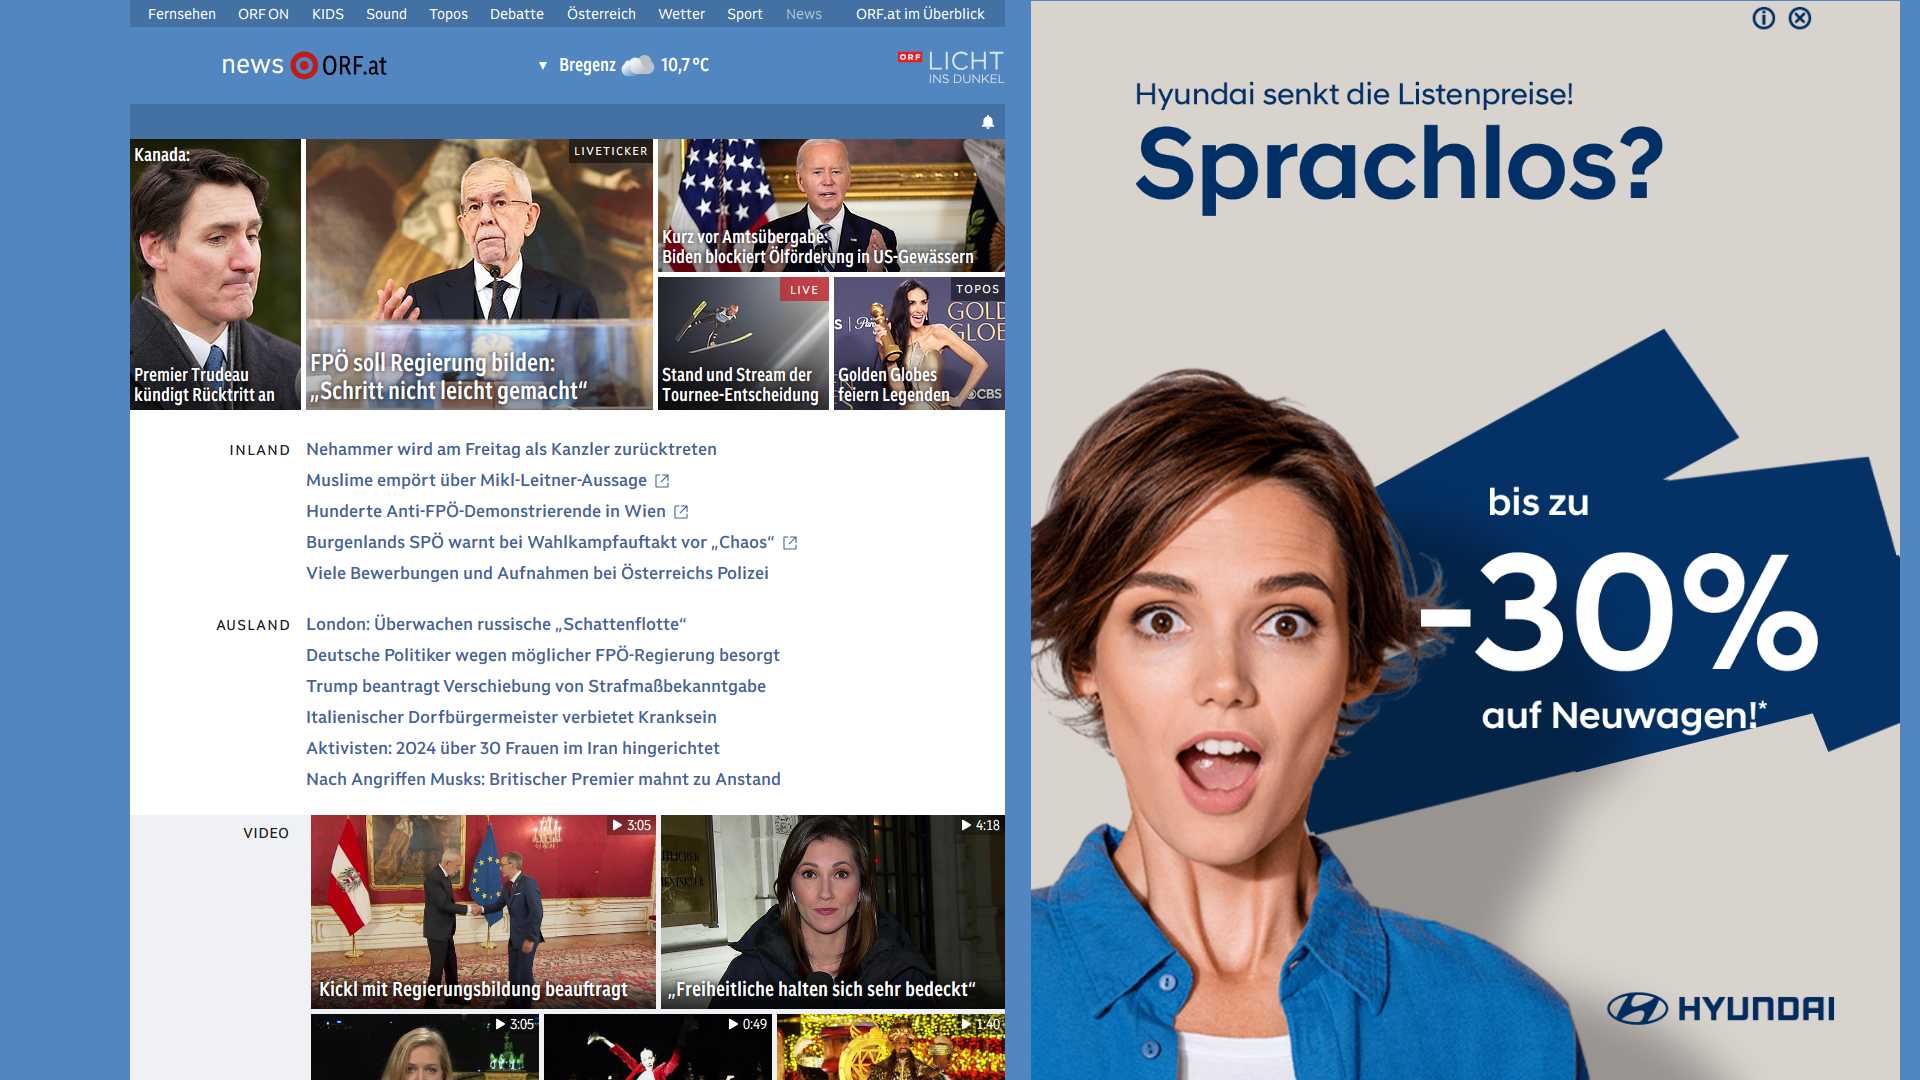 Fernsehen ORF ON KIDS Sound Topos Debatte Österreich Wetter Sport News ORF.at im Überblick
news ORF.at
Bregenz 10,7 °C
ORF LICHT
INS DUNKEL
Kanada:
Premier Trudeau
kündigt Rücktritt an
LIVETICKER
FPÖ soll Regierung bilden:
„Schritt nicht leicht gemacht“
Kurz vor Amtsübergabe:
Biden blockiert Ölförderung in US-Gewässern
LIVE
Stand und Stream der
Tournee-Entscheidung
TOPOS
GOLD
GLOBE
CBS
Golden Globes
feiern Legenden
INLAND
Nehammer wird am Freitag als Kanzler zurücktreten
Muslime empört über Mikl-Leitner-Aussage
Hunderte Anti-FPÖ-Demonstrierende in Wien
Burgenlands SPÖ warnt bei Wahlkampfauftakt vor „Chaos“
Viele Bewerbungen und Aufnahmen bei Österreichs Polizei
AUSLAND
London: Überwachen russische „Schattenflotte“
Deutsche Politiker wegen möglicher FPÖ-Regierung besorgt
Trump beantragt Verschiebung von Strafmaßbekanntgabe
Italienischer Dorfbürgermeister verbietet Kranksein
Aktivisten: 2024 über 30 Frauen im Iran hingerichtet
Nach Angriffen Musks: Britischer Premier mahnt zu Anstand
VIDEO
3:05
Kickl mit Regierungsbildung beauftragt
4:18
„Freiheitliche halten sich sehr bedeckt“
3:05
0:49
1:40
Hyundai senkt die Listenpreise!
Sprachlos?
bis zu
-30%
auf Neuwagen!*
HYUNDAI